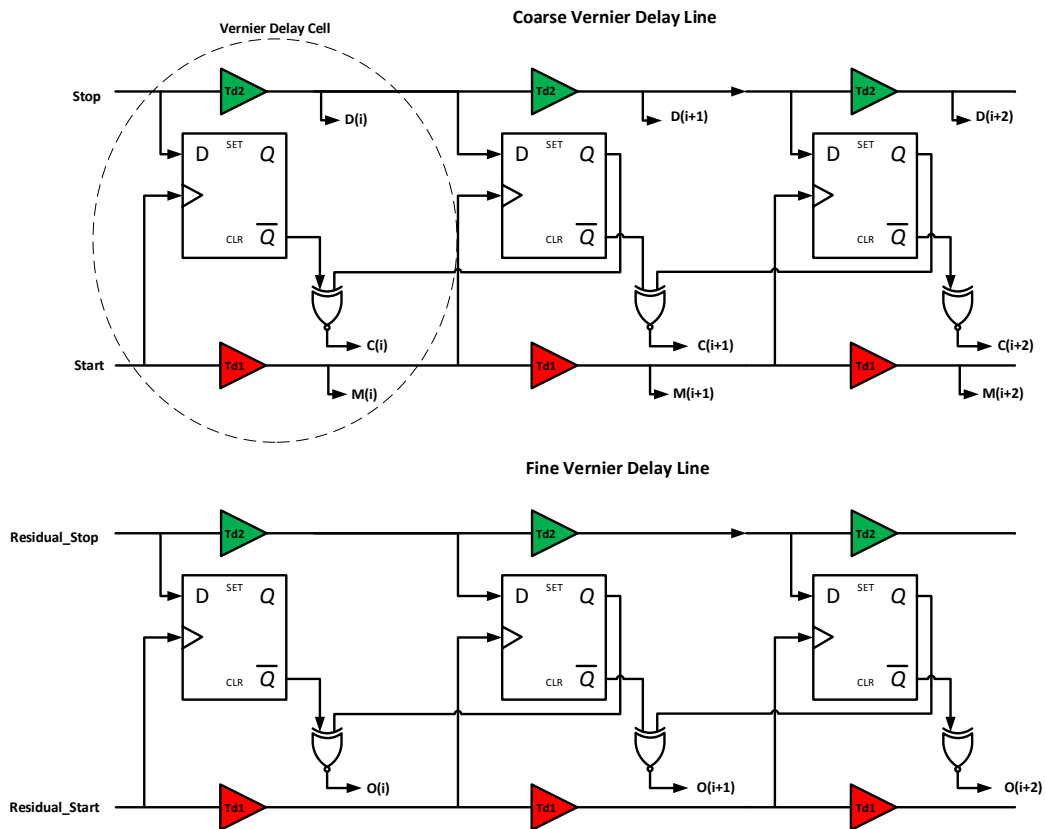 Coarse Vernier Delay Line
Vernier Delay Cell
Stop
Td2
Td2
Td2
D(i)
D(i+1)
D(i+2)
D SET Q
D SET Q
D SET Q
CLR Q
CLR Q
CLR Q
C(i)
C(i+1)
C(i+2)
Start
Td1
Td1
Td1
M(i)
M(i+1)
M(i+2)
Fine Vernier Delay Line
Residual_Stop
Td2
Td2
Td2
D SET Q
D SET Q
D SET Q
CLR Q
CLR Q
CLR Q
O(i)
O(i+1)
O(i+2)
Residual_Start
Td1
Td1
Td1